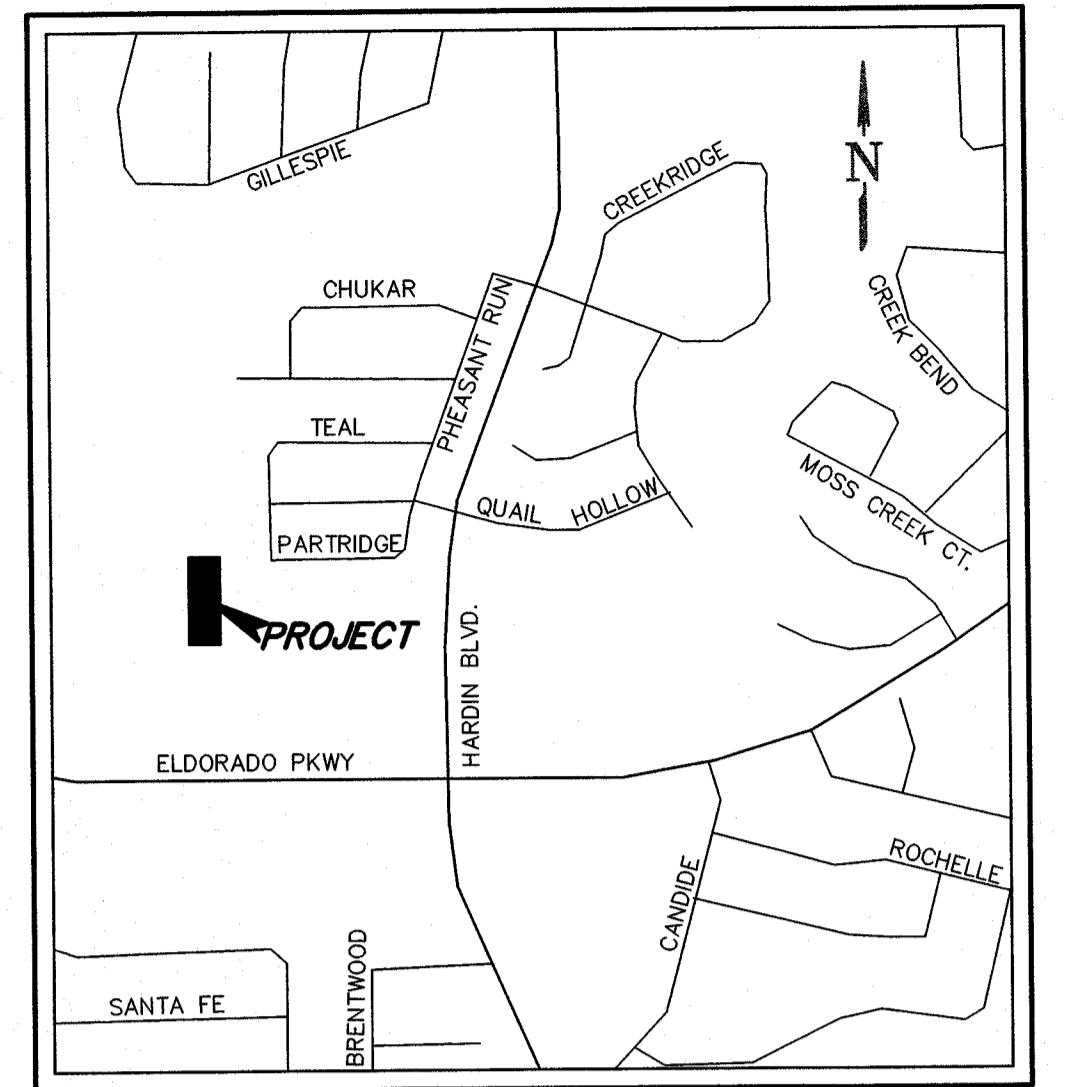 GILLESPIE
CREEKRIDGE
N
CHUKAR
PHEASANT RUN
CREEK BEND
TEAL
MOSS CREEK CT.
QUAIL HOLLOW
PARTRIDGE
PROJECT
HARDIN BLVD.
ELDORADO PKWY
ROCHELLE
CANDIDE
BRENTWOOD
SANTA FE